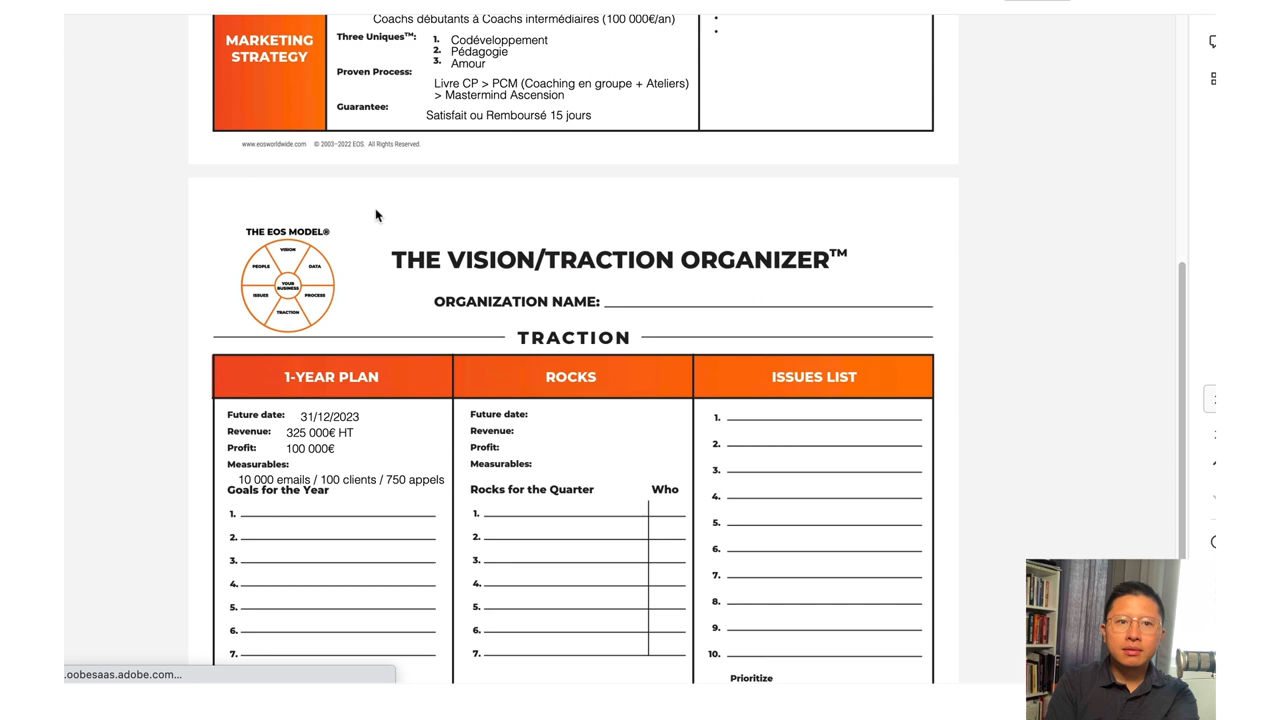 Coachs débutants à Coachs intermédiaires (100 000€/an)
MARKETING
STRATEGY
Three Uniques™:
1. Codéveloppement
2. Pédagogie
3. Amour
Proven Process:
Livre CP > PCM (Coaching en groupe + Ateliers)
> Mastermind Ascension
Guarantee:
Satisfait ou Remboursé 15 jours
www.eosworldwide.com © 2003–2022 EOS. All Rights Reserved.
THE EOS MODEL®
VISION
PEOPLE
DATA
YOUR
BUSINESS
ISSUES
PROCESS
TRACTION
THE VISION/TRACTION ORGANIZER™
ORGANIZATION NAME:
TRACTION
1-YEAR PLAN
Future date: 31/12/2023
Revenue: 325 000€ HT
Profit: 100 000€
Measurables:
10 000 emails / 100 clients / 750 appels
Goals for the Year
1.
2.
3.
4.
5.
6.
7.
ROCKS
Future date:
Revenue:
Profit:
Measurables:
Rocks for the Quarter Who
1.
2.
3.
4.
5.
6.
7.
ISSUES LIST
1.
2.
3.
4.
5.
6.
7.
8.
9.
10.
Prioritize
.oobesaas.adobe.com...